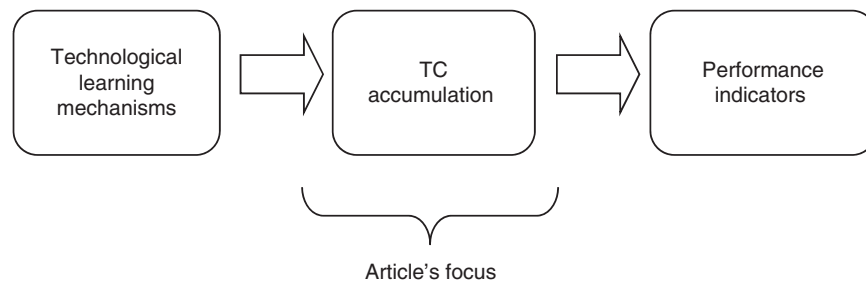 Technological
learning
mechanisms
TC
accumulation
Performance
indicators
Article's focus